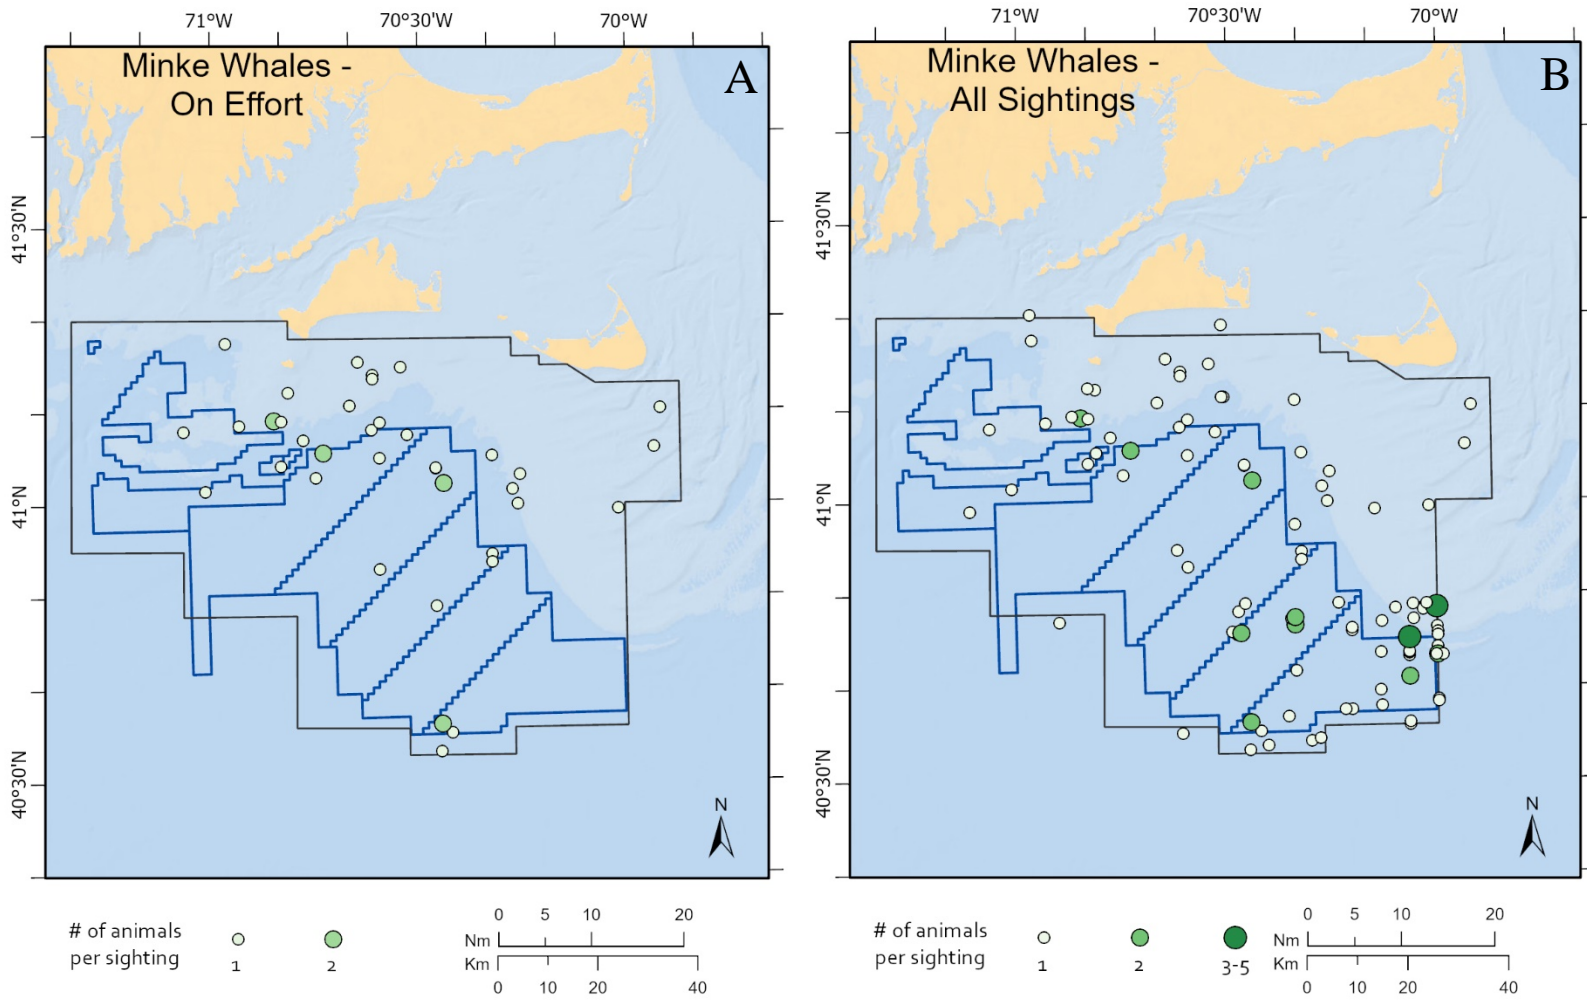 71°W 70°30'W 70°W
Minke Whales -
On Effort
A
41°30'N
41°N
40°30'N
N
# of animals
per sighting
1 2
0 5 10 20
Nm
Km
0 10 20 40
71°W 70°30'W 70°W
Minke Whales -
All Sightings
B
41°30'N
41°N
40°30'N
N
# of animals
per sighting
1 2 3-5
0 5 10 20
Nm
Km
0 10 20 40